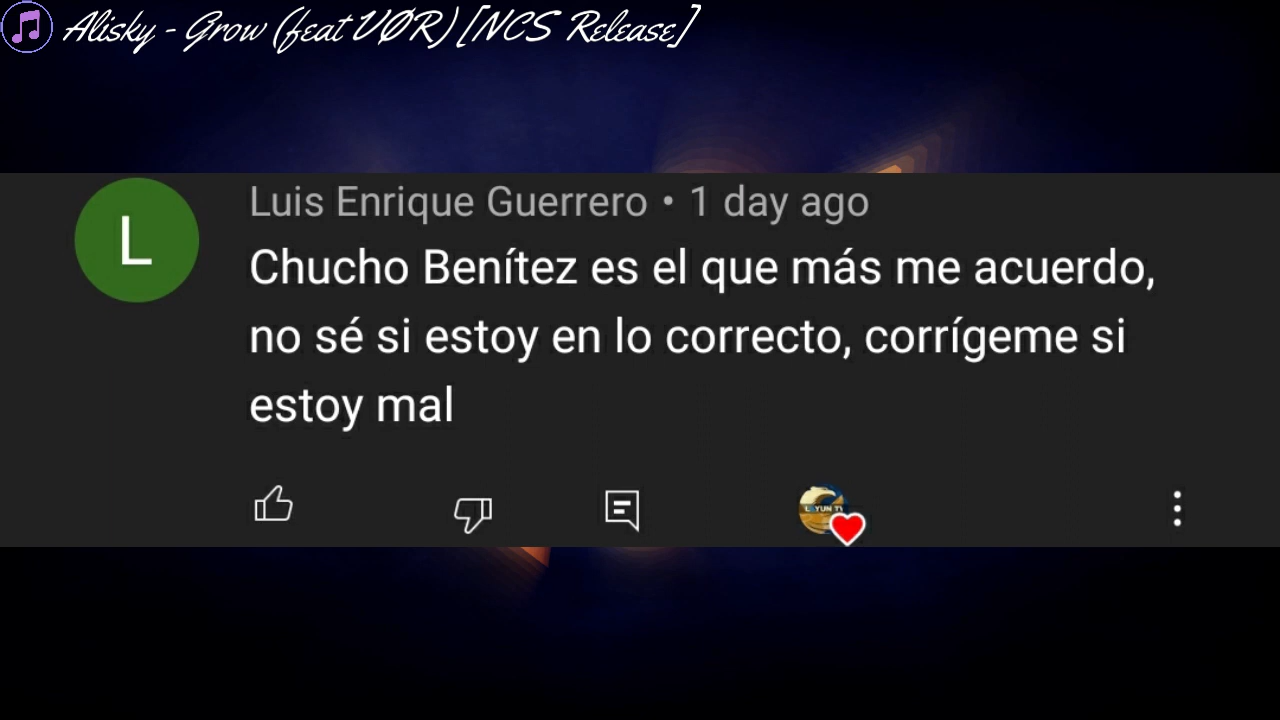 Alisky - Grow (feat VØR) [NCS Release]
L
Luis Enrique Guerrero • 1 day ago
Chucho Benítez es el que más me acuerdo,
no sé si estoy en lo correcto, corrígeme si
estoy mal